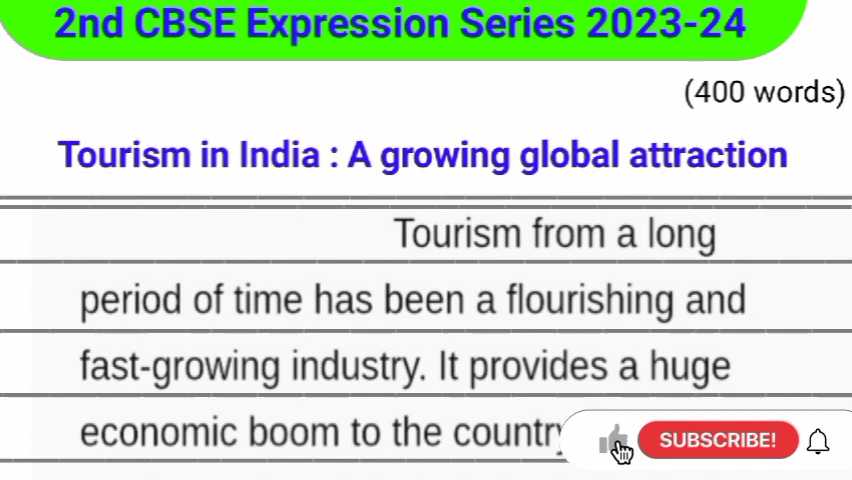 2nd CBSE Expression Series 2023-24
(400 words)
Tourism in India : A growing global attraction
Tourism from a long
period of time has been a flourishing and
fast-growing industry. It provides a huge
economic boom to the country
SUBSCRIBE!